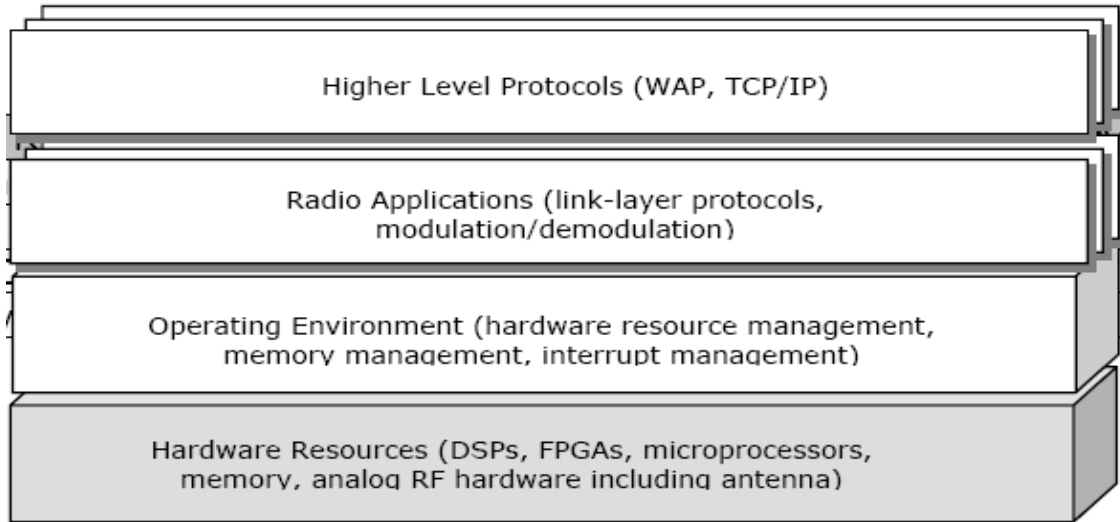 Higher Level Protocols (WAP, TCP/IP)
Radio Applications (link-layer protocols,
modulation/demodulation)
Operating Environment (hardware resource management,
memory management, interrupt management)
Hardware Resources (DSPs, FPGAs, microprocessors,
memory, analog RF hardware including antenna)